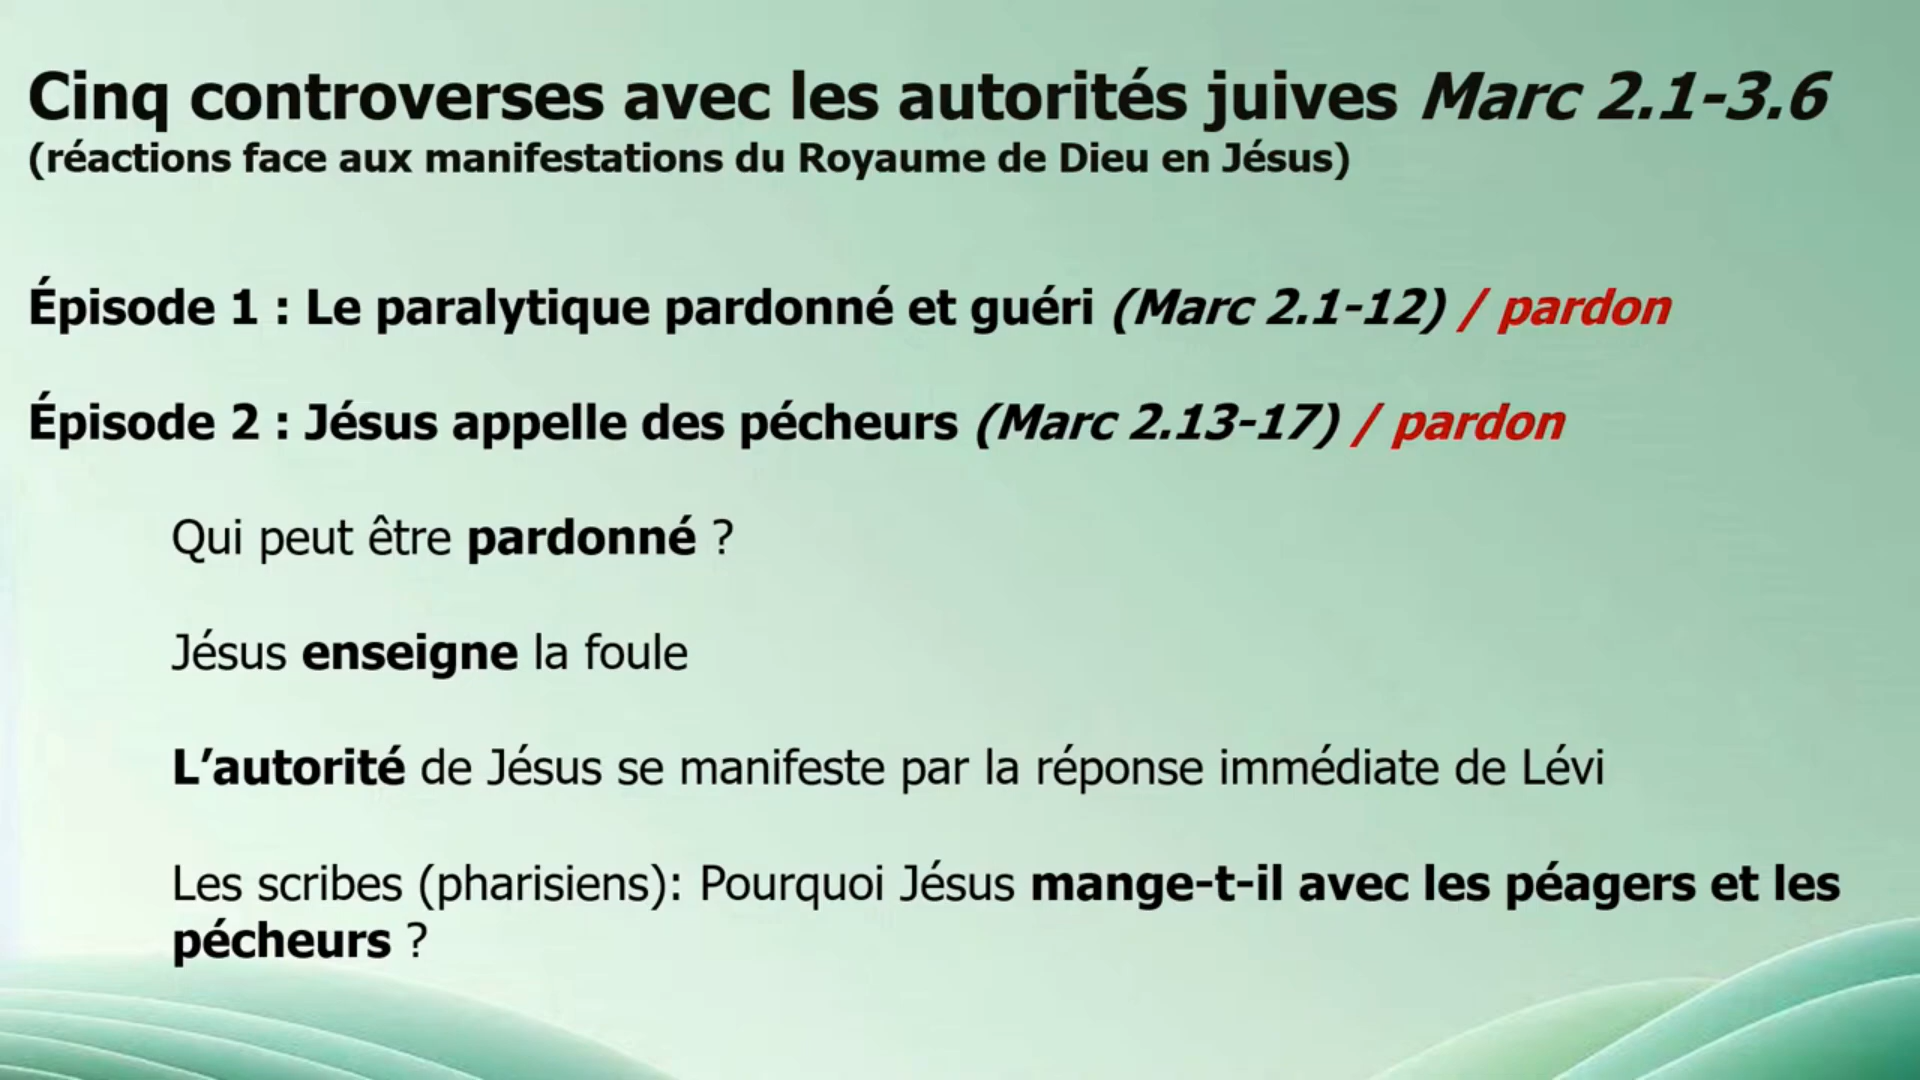 Cinq controverses avec les autorités juives Marc 2.1-3.6
(réactions face aux manifestations du Royaume de Dieu en Jésus)
Épisode 1 : Le paralytique pardonné et guéri (Marc 2.1-12) / pardon
Épisode 2 : Jésus appelle des pécheurs (Marc 2.13-17) / pardon
Qui peut être pardonné ?
Jésus enseigne la foule
L’autorité de Jésus se manifeste par la réponse immédiate de Lévi
Les scribes (pharisiens): Pourquoi Jésus mange-t-il avec les péagers et les
pécheurs ?